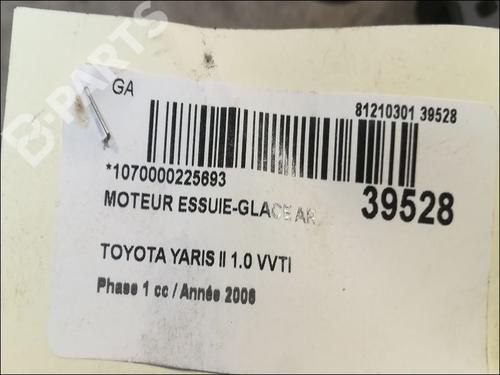 B-PARTS
GA
81210301 39528
*1070000225693
MOTEUR ESSUIE-GLACE AR
39528
TOYOTA YARIS II 1.0 VVTI
Phase 1 cc / Année 2006